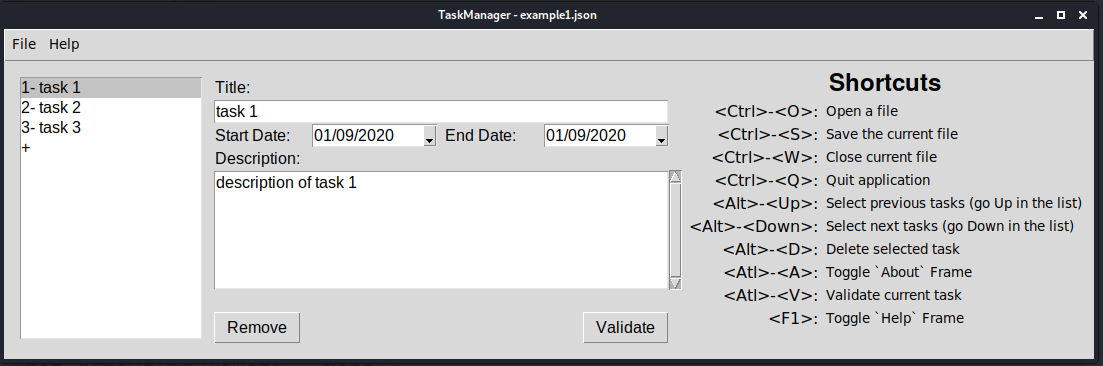 TaskManager - example1.json
File Help
1- task 1
2- task 2
3- task 3
+
Title:
task 1
Start Date: 01/09/2020 End Date: 01/09/2020
Description:
description of task 1
Remove Validate
Shortcuts
<Ctrl>-<O>: Open a file
<Ctrl>-<S>: Save the current file
<Ctrl>-<W>: Close current file
<Ctrl>-<Q>: Quit application
<Alt>-<Up>: Select previous tasks (go Up in the list)
<Alt>-<Down>: Select next tasks (go Down in the list)
<Alt>-<D>: Delete selected task
<Atl>-<A>: Toggle `About` Frame
<Atl>-<V>: Validate current task
<F1>: Toggle `Help` Frame